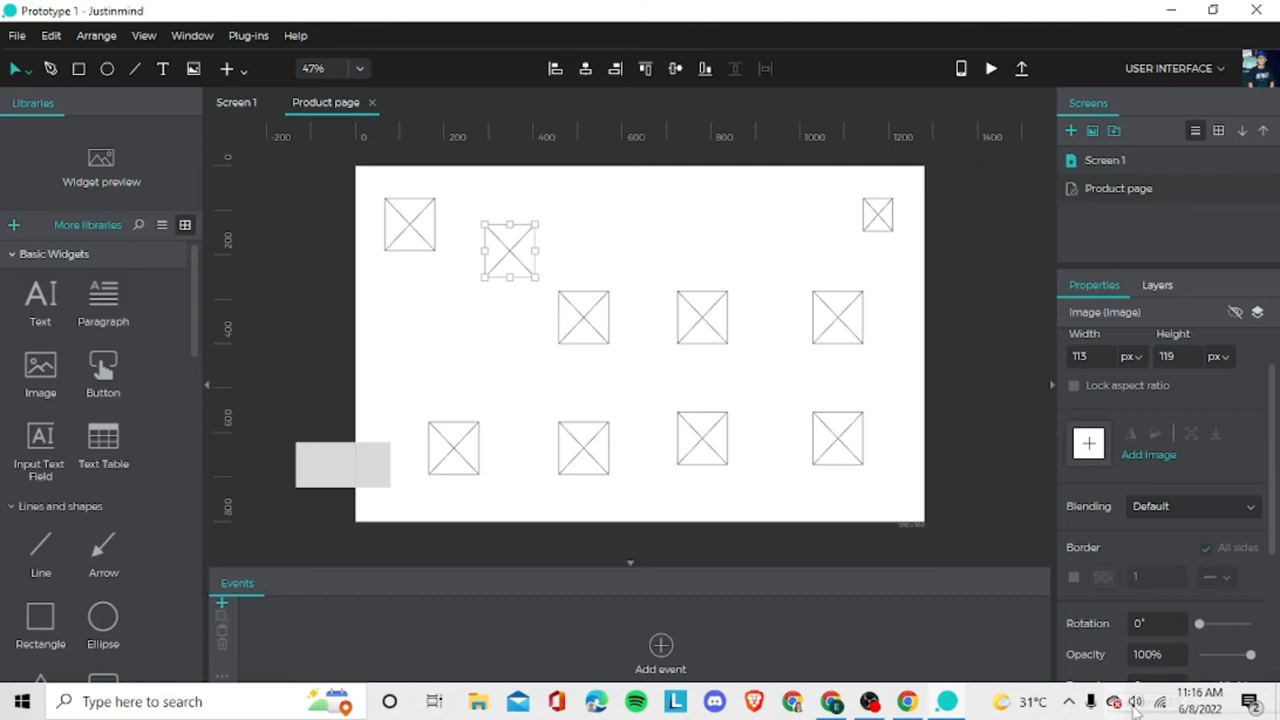 Prototype 1 - Justinmind
File Edit Arrange View Window Plug-ins Help
47% USER INTERFACE
Libraries Screen 1 Product page Screens
-200 0 200 400 600 800 1000 1200 1400
Widget preview
Screen 1
Product page
More libraries
Basic Widgets
Text Paragraph
Image Button
Input Text Field Text Table
Lines and shapes
Line Arrow
Rectangle Ellipse
0
200
400
600
800
Events
Add event
Properties Layers
Image (Image)
Width Height
113 px 119 px
Lock aspect ratio
Add image
Blending Default
Border All sides
1
Rotation 0°
Opacity 100%
Type here to search
31°C
11:16 AM
6/8/2022
2